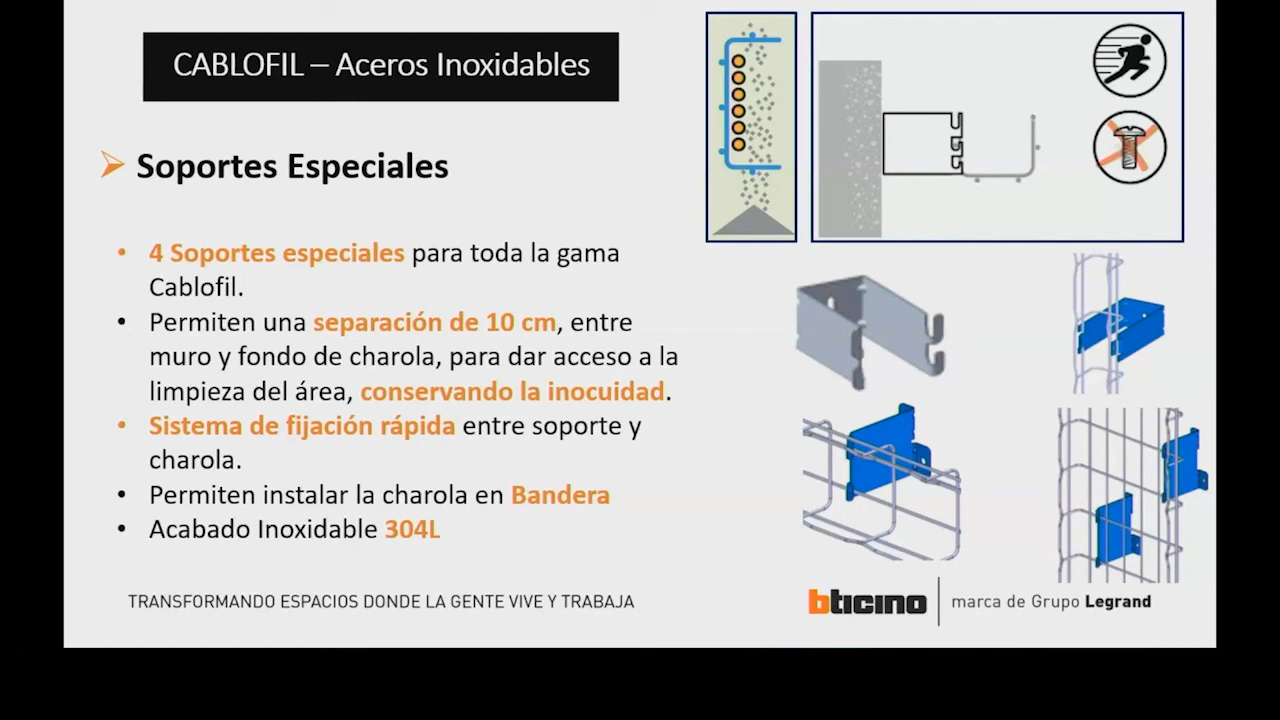 CABLOFIL – Aceros Inoxidables
Soportes Especiales
• 4 Soportes especiales para toda la gama
Cablofil.
• Permiten una separación de 10 cm, entre
muro y fondo de charola, para dar acceso a la
limpieza del área, conservando la inocuidad.
• Sistema de fijación rápida entre soporte y
charola.
• Permiten instalar la charola en Bandera
• Acabado Inoxidable 304L
TRANSFORMANDO ESPACIOS DONDE LA GENTE VIVE Y TRABAJA
bticino marca de Grupo Legrand